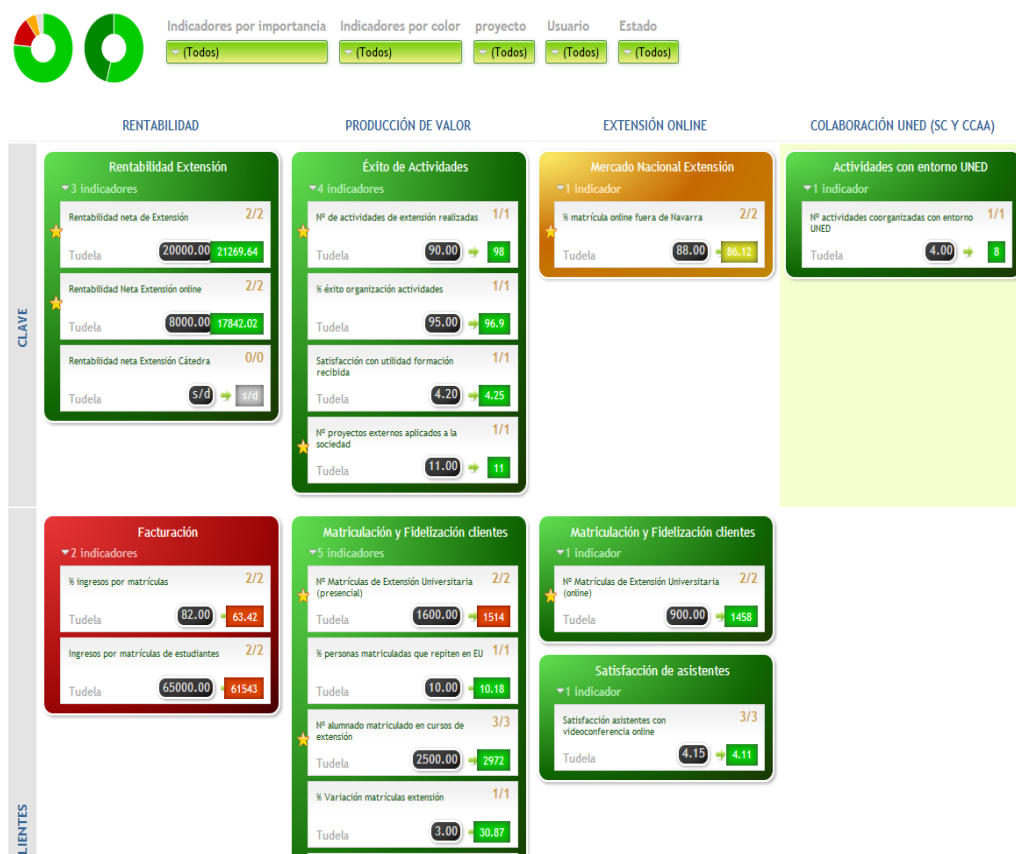 Indicadores por importancia
Indicadores por color
proyecto
Usuario
Estado
(Todos)
(Todos)
(Todos)
(Todos)
(Todos)
RENTABILIDAD
PRODUCCIÓN DE VALOR
EXTENSIÓN ONLINE
COLABORACIÓN UNED (SC Y CCAA)
CLAVE
Rentabilidad Extensión
3 indicadores
Rentabilidad neta de Extensión
2/2
Tudela
20000.00
21269.64
Rentabilidad Neta Extensión online
2/2
Tudela
8000.00
17842.02
Rentabilidad neta Extensión Cátedra
0/0
Tudela
s/d
s/d
Éxito de Actividades
4 indicadores
Nº de actividades de extensión realizadas
1/1
Tudela
90.00
98
% éxito organización actividades
1/1
Tudela
95.00
96.9
Satisfacción con utilidad formación
recibida
1/1
Tudela
4.20
4.25
Nº proyectos externos aplicados a la
sociedad
1/1
Tudela
11.00
11
Mercado Nacional Extensión
1 indicador
% matrícula online fuera de Navarra
2/2
Tudela
88.00
86.12
Actividades con entorno UNED
1 indicador
Nº actividades coorganizadas con entorno
UNED
1/1
Tudela
4.00
8
LIENTES
Facturación
2 indicadores
% ingresos por matrículas
2/2
Tudela
82.00
63.42
Ingresos por matrículas de estudiantes
2/2
Tudela
65000.00
61543
Matriculación y Fidelización clientes
5 indicadores
Nº Matrículas de Extensión Universitaria
(presencial)
2/2
Tudela
1600.00
1514
% personas matriculadas que repiten en EU
1/1
Tudela
10.00
10.18
Nº alumnado matriculado en cursos de
extensión
3/3
Tudela
2500.00
2972
% Variación matrículas extensión
1/1
Tudela
3.00
30.87
Matriculación y Fidelización clientes
1 indicador
Nº Matrículas de Extensión Universitaria
(online)
2/2
Tudela
900.00
1458
Satisfacción de asistentes
1 indicador
Satisfacción asistentes con
videoconferencia online
3/3
Tudela
4.15
4.11